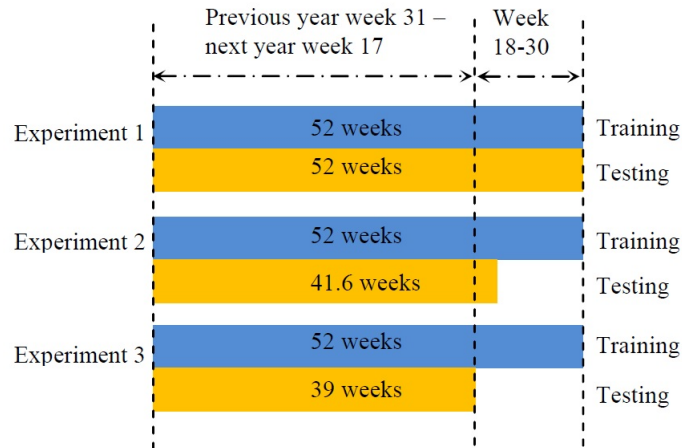 Previous year week 31 –
next year week 17
Week
18-30
Experiment 1
52 weeks
Training
52 weeks
Testing
Experiment 2
52 weeks
Training
41.6 weeks
Testing
Experiment 3
52 weeks
Training
39 weeks
Testing